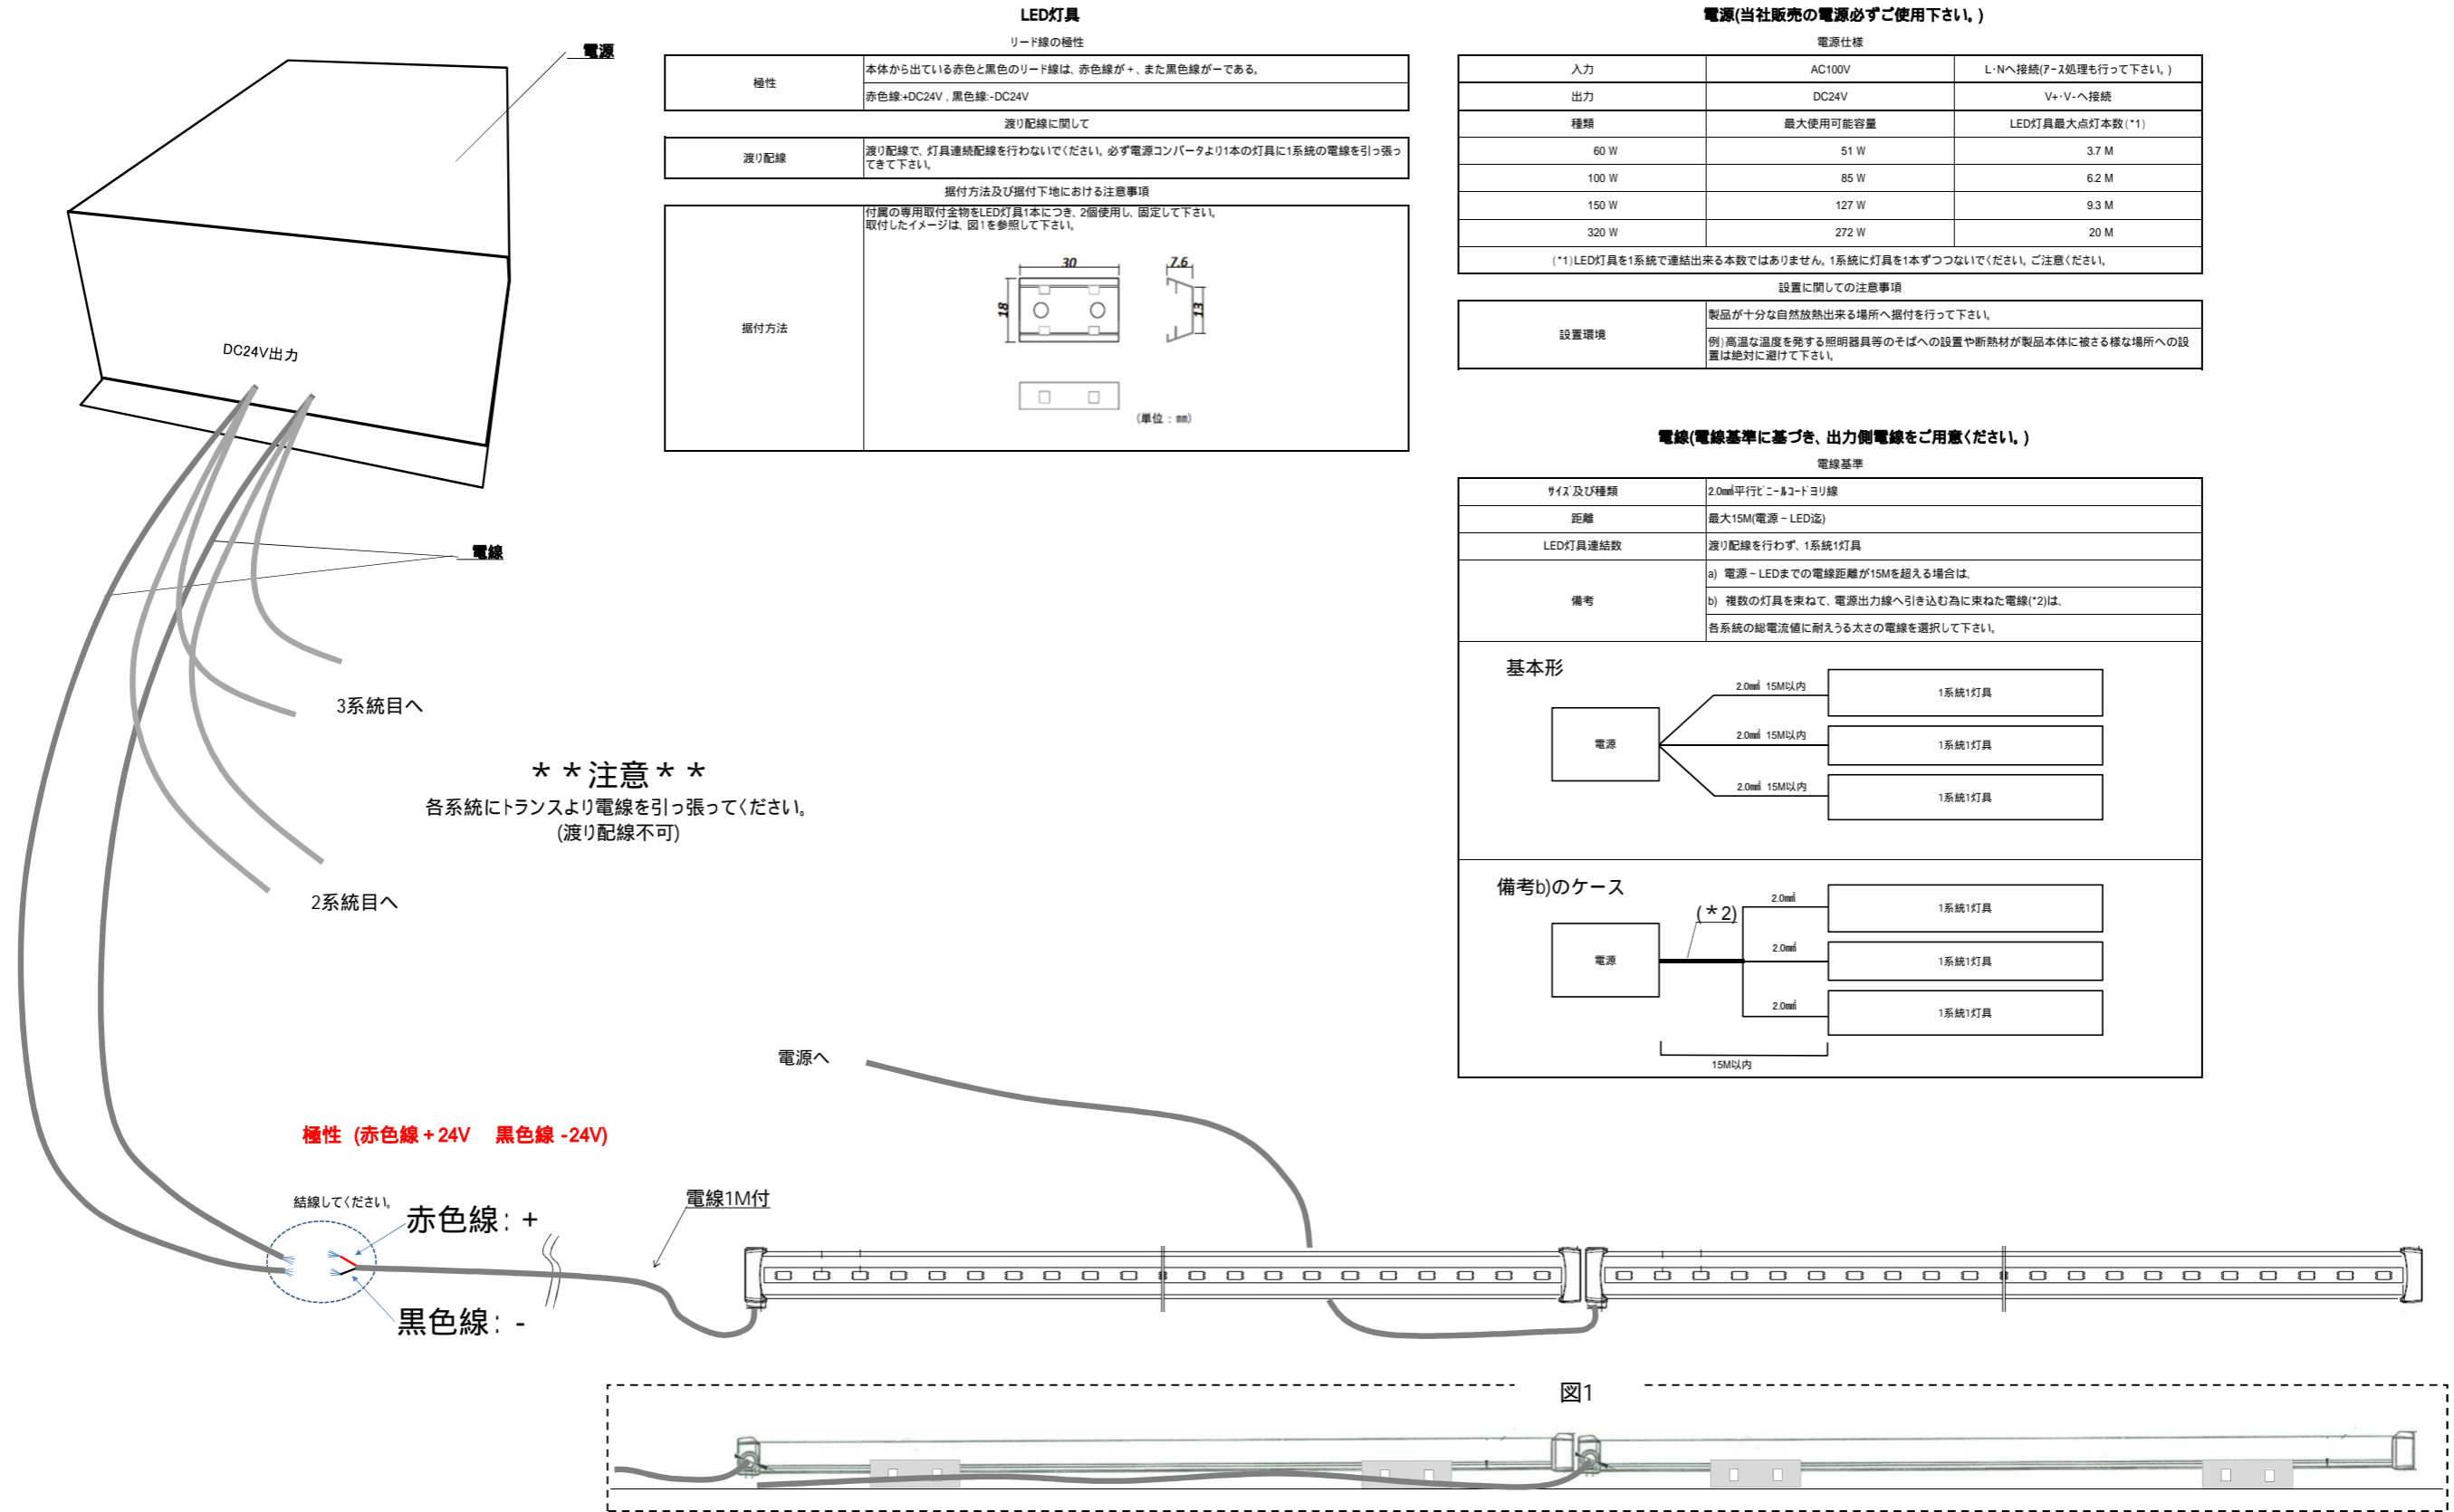 LED灯具
リード線の極性
極性
本体から出ている赤色と黒色のリード線は、赤色線が+、また黒色線がーである。
赤色線:+DC24V , 黒色線:-DC24V
渡り配線に関して
渡り配線
渡り配線で、灯具連続配線を行わないでください。必ず電源コンバータより1本の灯具に1系統の電線を引っ張っ
てきて下さい。
据付方法及び据付下地における注意事項
据付方法
付属の専用取付金物をLED灯具1本につき、2個使用し、固定して下さい。
取付したイメージは、図1を参照して下さい。
30
7.6
18
13
(単位:㎜)
電源(当社販売の電源必ずご使用下さい。)
電源仕様
入力 AC100V L・Nへ接続(アース処理も行って下さい。)
出力 DC24V V+・V-へ接続
種類 最大使用可能容量 LED灯具最大点灯本数(*1)
60 W 51 W 3.7 M
100 W 85 W 6.2 M
150 W 127 W 9.3 M
320 W 272 W 20 M
(*1)LED灯具を1系統で連結出来る本数ではありません。1系統に灯具を1本ずつつないでください。ご注意ください。
設置に関しての注意事項
設置環境
製品が十分な自然放熱出来る場所へ据付を行って下さい。
例)高温な温度を発する照明器具等のそばへの設置や断熱材が製品本体に被さる様な場所への設
置は絶対に避けて下さい。
電線(電線基準に基づき、出力側電線をご用意ください。)
電線基準
サイズ及び種類 2.0㎟平行ビニールコードヨリ線
距離 最大15M(電源~LED迄)
LED灯具連結数 渡り配線を行わず、1系統1灯具
備考
a) 電源~LEDまでの電線距離が15Mを超える場合は、
b) 複数の灯具を束ねて、電源出力線へ引き込む為に束ねた電線(*2)は、
各系統の総電流値に耐えうる太さの電線を選択して下さい。
基本形
電源
2.0㎟ 15M以内
1系統1灯具
2.0㎟ 15M以内
1系統1灯具
2.0㎟ 15M以内
1系統1灯具
備考b)のケース
電源
(*2)
2.0㎟
1系統1灯具
2.0㎟
1系統1灯具
2.0㎟
1系統1灯具
15M以内
電源
DC24V出力
電線
3系統目へ
**注意**
各系統にトランスより電線を引っ張ってください。
(渡り配線不可)
2系統目へ
電源へ
極性 (赤色線+24V 黒色線-24V)
結線してください。
赤色線:+
黒色線:-
電線1M付
図1